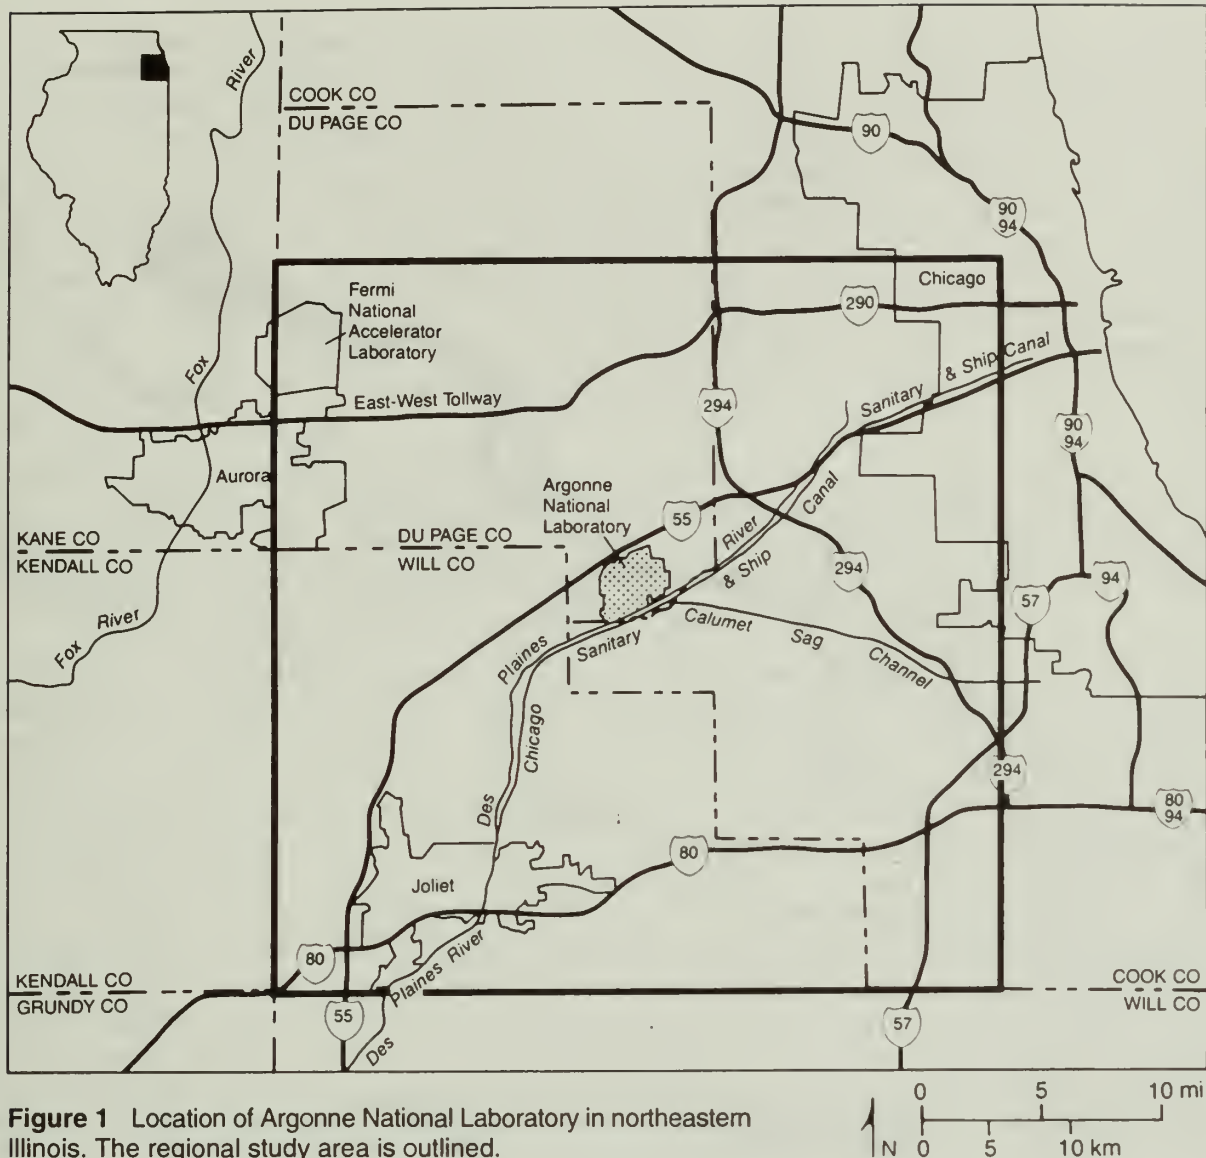 River
COOK CO
DU PAGE CO
90
90
94
Chicago
290
Fermi
National
Accelerator
Laboratory
Fox
East-West Tollway
294
Sanitary & Ship Canal
90
94
Aurora
Argonne
National
Laboratory
55
River
Canal
KANE CO
KENDALL CO
DU PAGE CO
WILL CO
& Ship
294
57
94
Fox River
Plaines
Sanitary
Calumet Sag Channel
Chicago
Des
294
80
94
80
Joliet
80
Plaines River
KENDALL CO
GRUNDY CO
COOK CO
WILL CO
55
57
Des
Figure 1 Location of Argonne National Laboratory in northeastern
Illinois. The regional study area is outlined.
N
0 5 10 mi
0 5 10 km